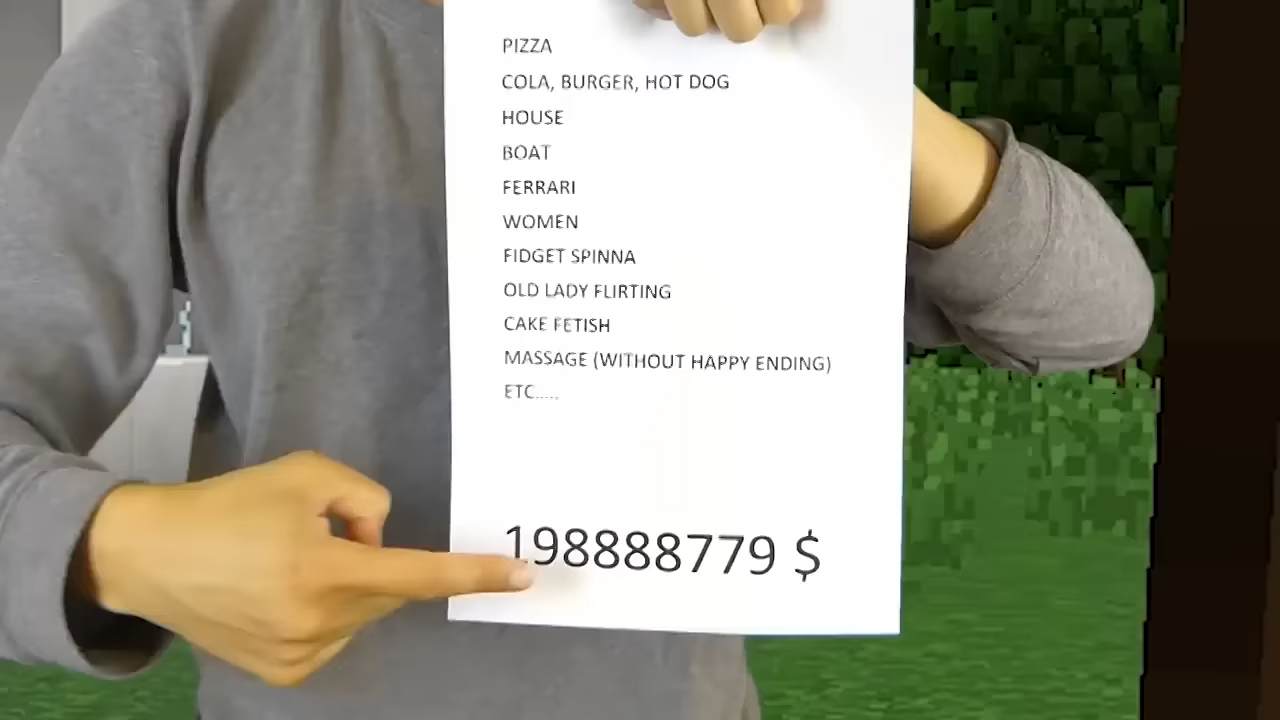 PIZZA
COLA, BURGER, HOT DOG
HOUSE
BOAT
FERRARI
WOMEN
FIDGET SPINNA
OLD LADY FLIRTING
CAKE FETISH
MASSAGE (WITHOUT HAPPY ENDING)
ETC.....
198888779 $